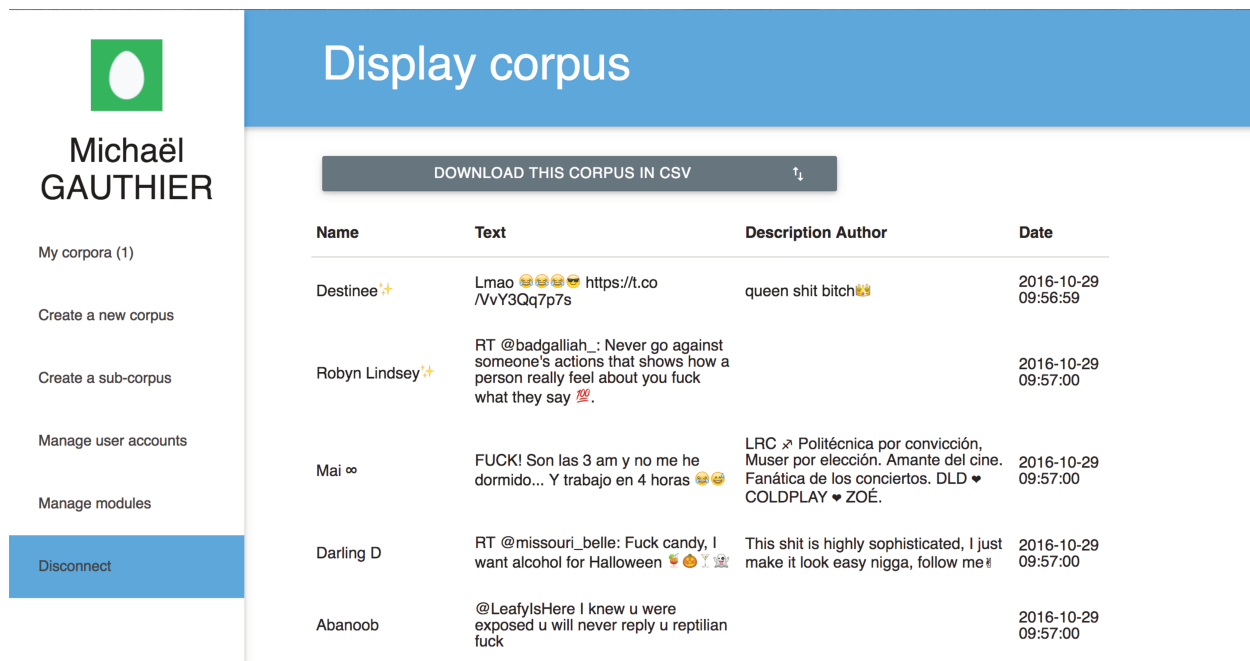 Display corpus
Michaël
GAUTHIER
My corpora (1)
Create a new corpus
Create a sub-corpus
Manage user accounts
Manage modules
Disconnect
DOWNLOAD THIS CORPUS IN CSV
Name Text Description Author Date
Destinee✨
Lmao 😂😂😂😎 https://t.co
/VvY3Qq7p7s
queen shit bitch👑
2016-10-29
09:56:59
Robyn Lindsey✨
RT @badgalliah_: Never go against
someone's actions that shows how a
person really feel about you fuck
what they say 💯.
2016-10-29
09:57:00
Mai ∞
FUCK! Son las 3 am y no me he
dormido... Y trabajo en 4 horas 😂😅
LRC ♐ Politécnica por convicción,
Muser por elección. Amante del cine.
Fanática de los conciertos. DLD ❤
COLDPLAY ❤ ZOÉ.
2016-10-29
09:57:00
Darling D
RT @missouri_belle: Fuck candy, I
want alcohol for Halloween 🍹🎃🍸👻
This shit is highly sophisticated, I just
make it look easy nigga, follow me✌
2016-10-29
09:57:00
Abanoob
@LeafyIsHere I knew u were
exposed u will never reply u reptilian
fuck
2016-10-29
09:57:00